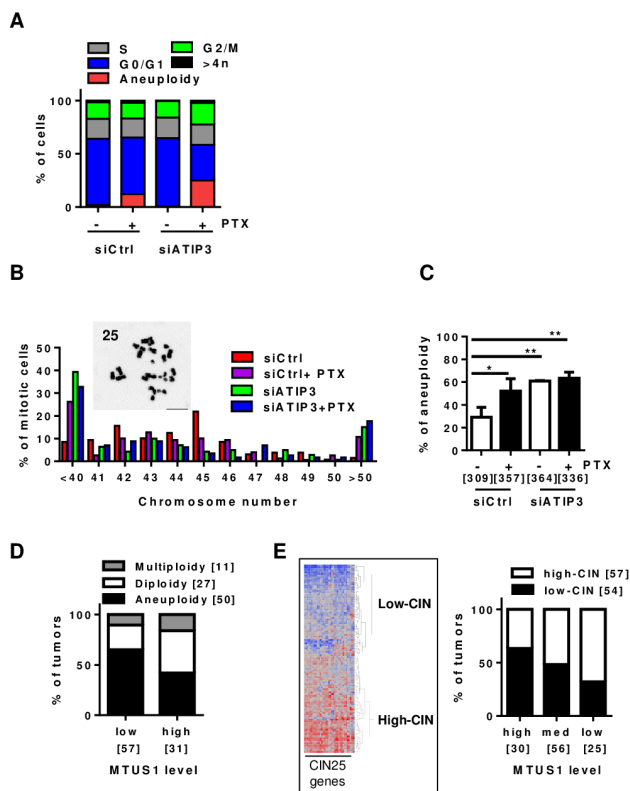 A
S
G2/M
G0/G1
>4n
Aneuploidy
% of cells
100
50
0
- + - + PTX
siCtrl siATIP3
B
25
% of mitotic cells
50
40
30
20
10
0
siCtrl
siCtrl+ PTX
siATIP3
siATIP3+PTX
<40 41 42 43 44 45 46 47 48 49 50 >50
Chromosome number
C
% of aneuploidy
100
80
60
40
20
0
**
**
*
- + - + PTX
[309][357] [364][336]
siCtrl siATIP3
D
Multiploidy [11]
Diploidy [27]
Aneuploidy [50]
% of tumors
100
50
0
low high
[57] [31]
MTUS1 level
E
Low-CIN
High-CIN
CIN25
genes
high-CIN [57]
low-CIN [54]
% of tumors
100
50
0
high med low
[30] [56] [25]
MTUS1 level